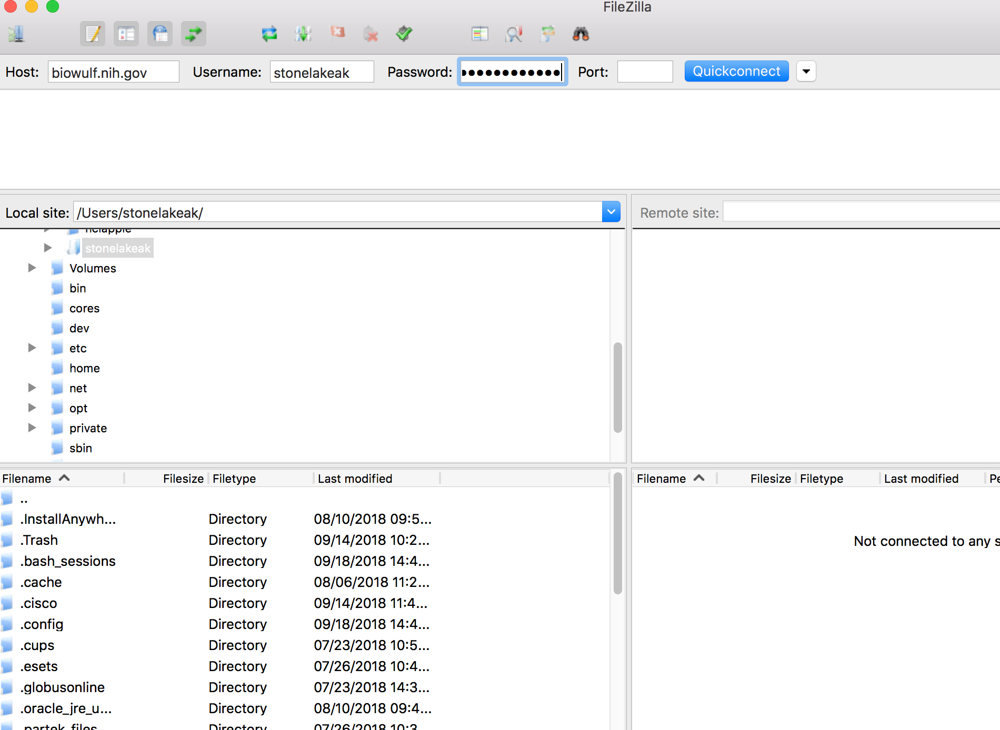 FileZilla
Host: biowulf.nih.gov Username: stonelakeak Password: ●●●●●●●●●●●● Port: Quickconnect
Local site: /Users/stonelakeak/ Remote site:
stonelakeak
Volumes
bin
cores
dev
etc
home
net
opt
private
sbin
Filename Filesize Filetype Last modified
..
.InstallAnywh... Directory 08/10/2018 09:5...
.Trash Directory 09/14/2018 10:2...
.bash_sessions Directory 09/18/2018 14:4...
.cache Directory 08/06/2018 11:2...
.cisco Directory 09/14/2018 11:4...
.config Directory 09/18/2018 14:4...
.cups Directory 07/23/2018 10:5...
.esets Directory 07/26/2018 10:4...
.globusonline Directory 07/23/2018 14:3...
.oracle_jre_u... Directory 08/10/2018 09:4...
.partek_files Directory 07/26/2018 10:3...
Filename Filesize Filetype Last modified Pe
Not connected to any s